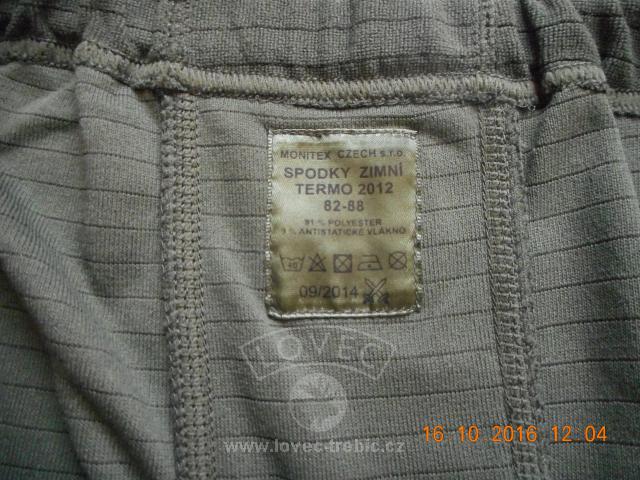 MONITEX CZECH s.r.o.
SPODKY ZIMNÍ
TERMO 2012
82-88
91 % POLYESTER
9 % ANTISTATICKÉ VLÁKNO
09/2014
LOVEC
www.lovec-trebic.cz
16 10 2016 12 04